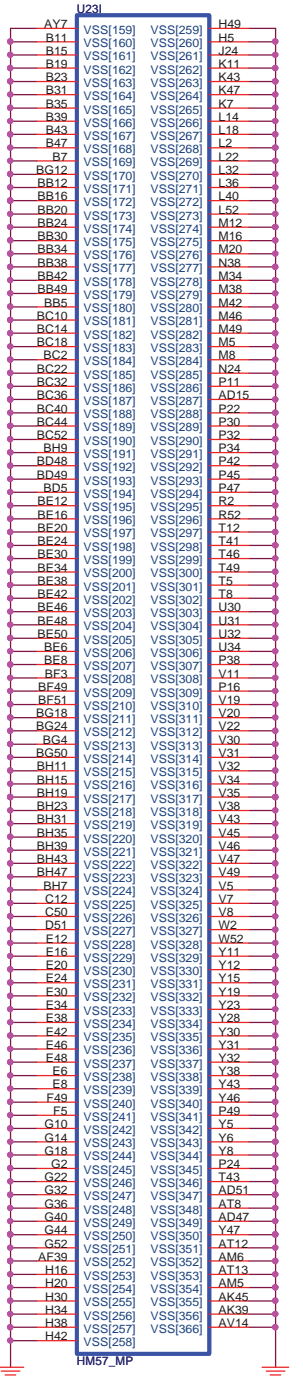 U23I
AY7 VSS[159] VSS[259] H49
B11 VSS[160] VSS[260] H5
B15 VSS[161] VSS[261] J24
B19 VSS[162] VSS[262] K11
B23 VSS[163] VSS[263] K43
B31 VSS[164] VSS[264] K47
B35 VSS[165] VSS[265] K7
B39 VSS[166] VSS[266] L14
B43 VSS[167] VSS[267] L18
B47 VSS[168] VSS[268] L2
B7 VSS[169] VSS[269] L22
BG12 VSS[170] VSS[270] L32
BB12 VSS[171] VSS[271] L36
BB16 VSS[172] VSS[272] L40
BB20 VSS[173] VSS[273] L52
BB24 VSS[174] VSS[274] M12
BB30 VSS[175] VSS[275] M16
BB34 VSS[176] VSS[276] M20
BB38 VSS[177] VSS[277] N38
BB42 VSS[178] VSS[278] M34
BB49 VSS[179] VSS[279] M38
BB5 VSS[180] VSS[280] M42
BC10 VSS[181] VSS[281] M46
BC14 VSS[182] VSS[282] M49
BC18 VSS[183] VSS[283] M5
BC2 VSS[184] VSS[284] M8
BC22 VSS[185] VSS[285] N24
BC32 VSS[186] VSS[286] P11
BC36 VSS[187] VSS[287] AD15
BC40 VSS[188] VSS[288] P22
BC44 VSS[189] VSS[289] P30
BC52 VSS[190] VSS[290] P32
BH9 VSS[191] VSS[291] P34
BD48 VSS[192] VSS[292] P42
BD49 VSS[193] VSS[293] P45
BD5 VSS[194] VSS[294] P47
BE12 VSS[195] VSS[295] R2
BE16 VSS[196] VSS[296] R52
BE20 VSS[197] VSS[297] T12
BE24 VSS[198] VSS[298] T41
BE30 VSS[199] VSS[299] T46
BE34 VSS[200] VSS[300] T49
BE38 VSS[201] VSS[301] T5
BE42 VSS[202] VSS[302] T8
BE46 VSS[203] VSS[303] U30
BE48 VSS[204] VSS[304] U31
BE50 VSS[205] VSS[305] U32
BE6 VSS[206] VSS[306] U34
BE8 VSS[207] VSS[307] P38
BF3 VSS[208] VSS[308] V11
BF49 VSS[209] VSS[309] P16
BF51 VSS[210] VSS[310] V19
BG18 VSS[211] VSS[311] V20
BG24 VSS[212] VSS[312] V22
BG4 VSS[213] VSS[313] V30
BG50 VSS[214] VSS[314] V31
BH11 VSS[215] VSS[315] V32
BH15 VSS[216] VSS[316] V34
BH19 VSS[217] VSS[317] V35
BH23 VSS[218] VSS[318] V38
BH31 VSS[219] VSS[319] V43
BH35 VSS[220] VSS[320] V45
BH39 VSS[221] VSS[321] V46
BH43 VSS[222] VSS[322] V47
BH47 VSS[223] VSS[323] V49
BH7 VSS[224] VSS[324] V5
C12 VSS[225] VSS[325] V7
C50 VSS[226] VSS[326] V8
D51 VSS[227] VSS[327] W2
E12 VSS[228] VSS[328] W52
E16 VSS[229] VSS[329] Y11
E20 VSS[230] VSS[330] Y12
E24 VSS[231] VSS[331] Y15
E30 VSS[232] VSS[332] Y19
E34 VSS[233] VSS[333] Y23
E38 VSS[234] VSS[334] Y28
E42 VSS[235] VSS[335] Y30
E46 VSS[236] VSS[336] Y31
E48 VSS[237] VSS[337] Y32
E6 VSS[238] VSS[338] Y38
E8 VSS[239] VSS[339] Y43
F49 VSS[240] VSS[340] Y46
F5 VSS[241] VSS[341] P49
G10 VSS[242] VSS[342] Y5
G14 VSS[243] VSS[343] Y6
G18 VSS[244] VSS[344] Y8
G2 VSS[245] VSS[345] P24
G22 VSS[246] VSS[346] T43
G32 VSS[247] VSS[347] AD51
G36 VSS[248] VSS[348] AT8
G40 VSS[249] VSS[349] AD47
G44 VSS[250] VSS[350] Y47
G52 VSS[251] VSS[351] AT12
AF39 VSS[252] VSS[352] AM6
H16 VSS[253] VSS[353] AT13
H20 VSS[254] VSS[354] AM5
H30 VSS[255] VSS[355] AK45
H34 VSS[256] VSS[356] AK39
H38 VSS[257] VSS[366] AV14
H42 VSS[258]
HM57_MP